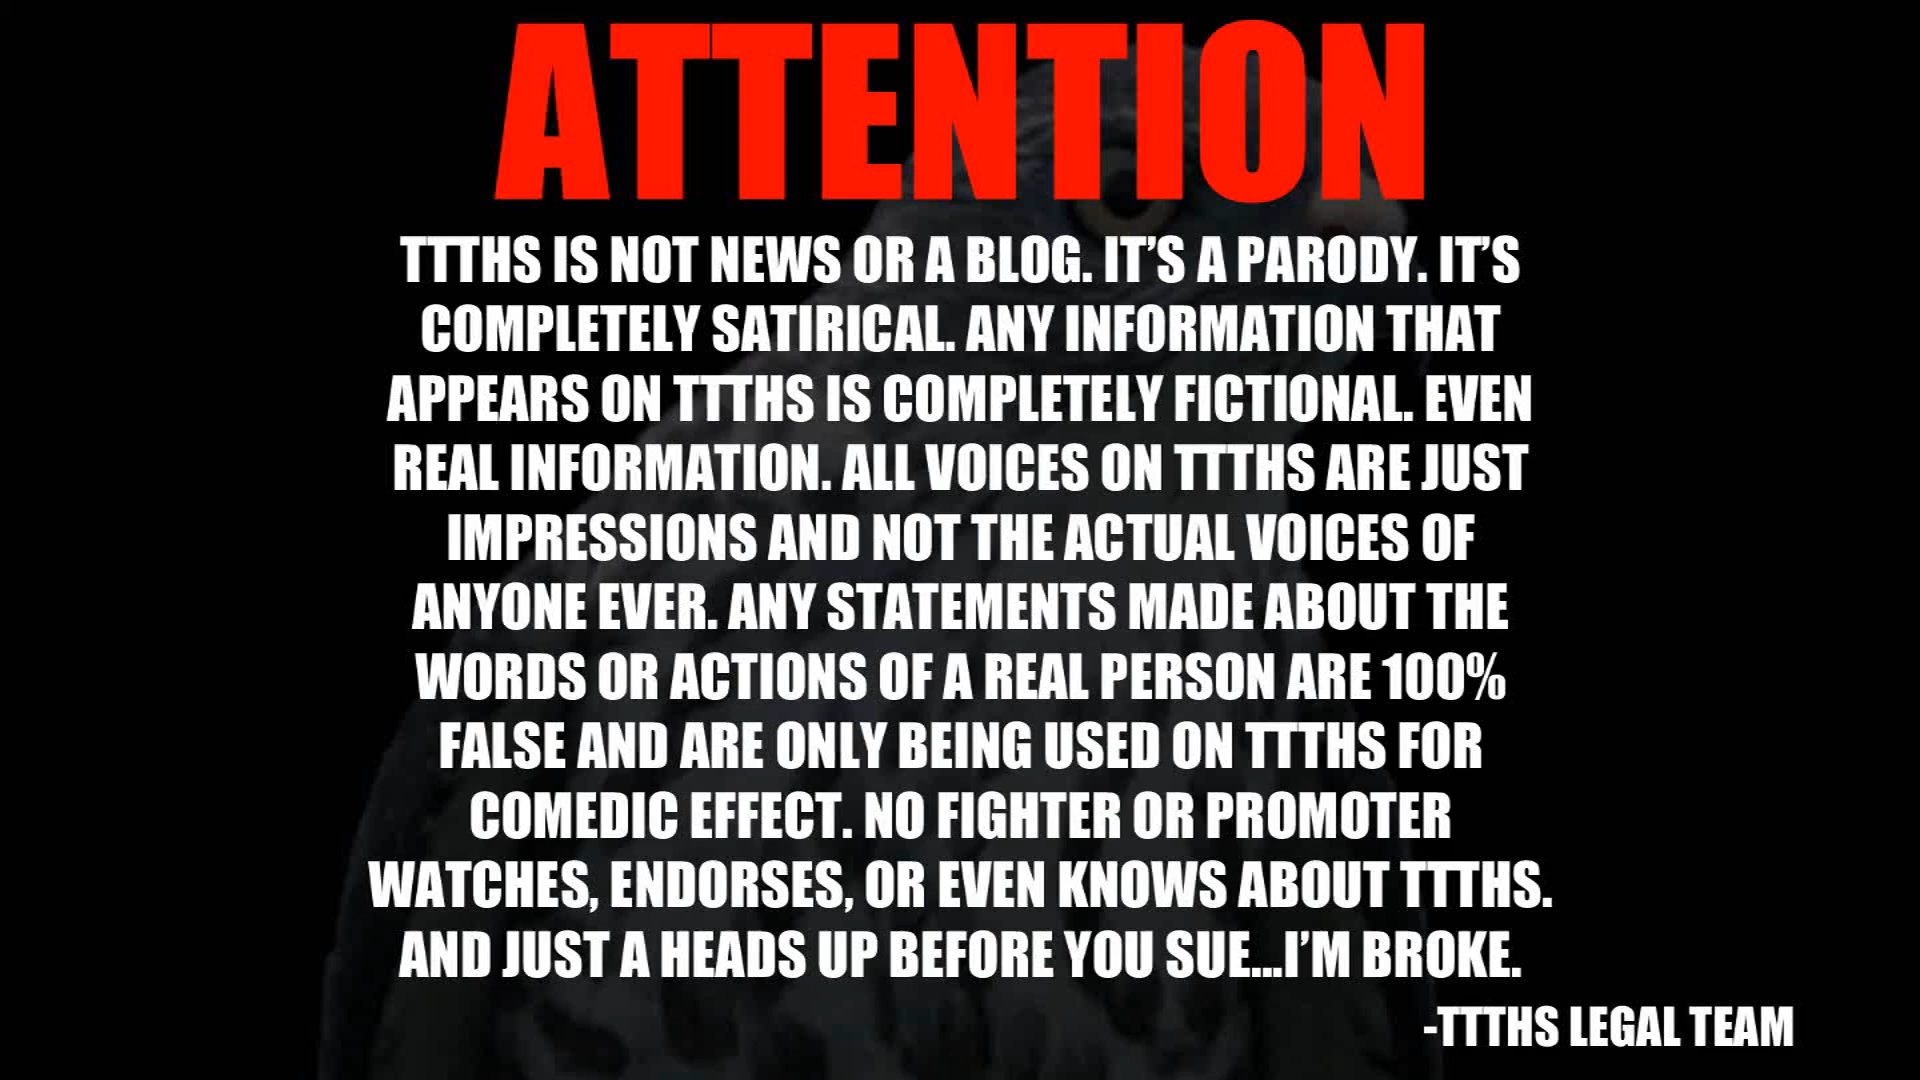 ATTENTION
TTTHS IS NOT NEWS OR A BLOG. IT'S A PARODY. IT'S
COMPLETELY SATIRICAL. ANY INFORMATION THAT
APPEARS ON TTTHS IS COMPLETELY FICTIONAL. EVEN
REAL INFORMATION. ALL VOICES ON TTTHS ARE JUST
IMPRESSIONS AND NOT THE ACTUAL VOICES OF
ANYONE EVER. ANY STATEMENTS MADE ABOUT THE
WORDS OR ACTIONS OF A REAL PERSON ARE 100%
FALSE AND ARE ONLY BEING USED ON TTTHS FOR
COMEDIC EFFECT. NO FIGHTER OR PROMOTER
WATCHES, ENDORSES, OR EVEN KNOWS ABOUT TTTHS.
AND JUST A HEADS UP BEFORE YOU SUE...I'M BROKE.
-TTTHS LEGAL TEAM